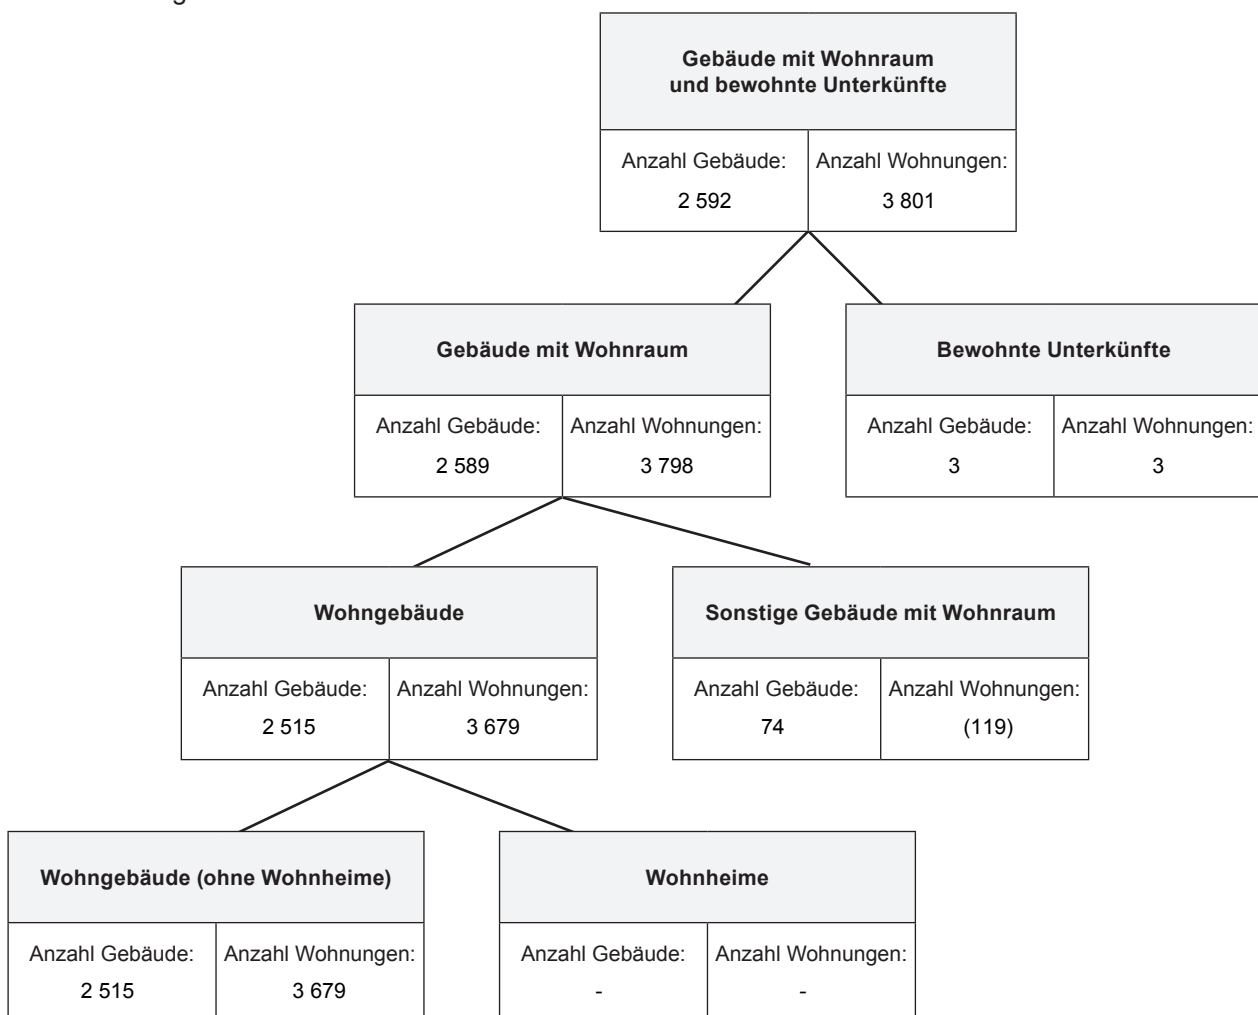 Gebäude mit Wohnraum
und bewohnte Unterkünfte
Anzahl Gebäude: Anzahl Wohnungen:
2 592 3 801
Gebäude mit Wohnraum
Bewohnte Unterkünfte
Anzahl Gebäude: Anzahl Wohnungen:
2 589 3 798
Anzahl Gebäude: Anzahl Wohnungen:
3 3
Wohngebäude
Sonstige Gebäude mit Wohnraum
Anzahl Gebäude: Anzahl Wohnungen:
2 515 3 679
Anzahl Gebäude: Anzahl Wohnungen:
74 (119)
Wohngebäude (ohne Wohnheime)
Wohnheime
Anzahl Gebäude: Anzahl Wohnungen:
2 515 3 679
Anzahl Gebäude: Anzahl Wohnungen:
- -